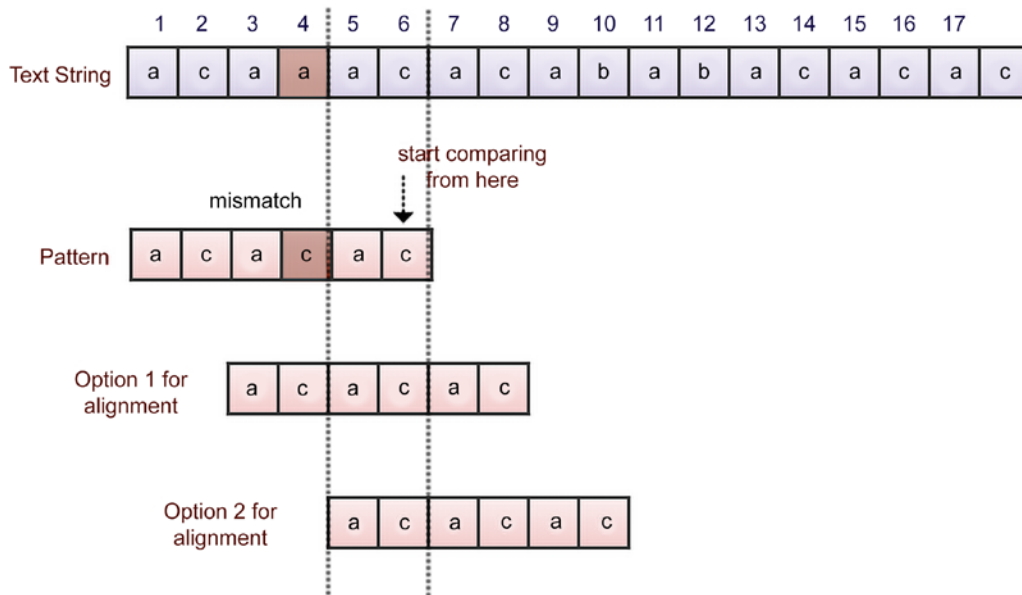 1 2 3 4 5 6 7 8 9 10 11 12 13 14 15 16 17
Text String a c a a a c a c a b a b a c a c a c
start comparing
from here
mismatch
Pattern a c a c a c
Option 1 for
alignment
a c a c a c
Option 2 for
alignment
a c a c a c